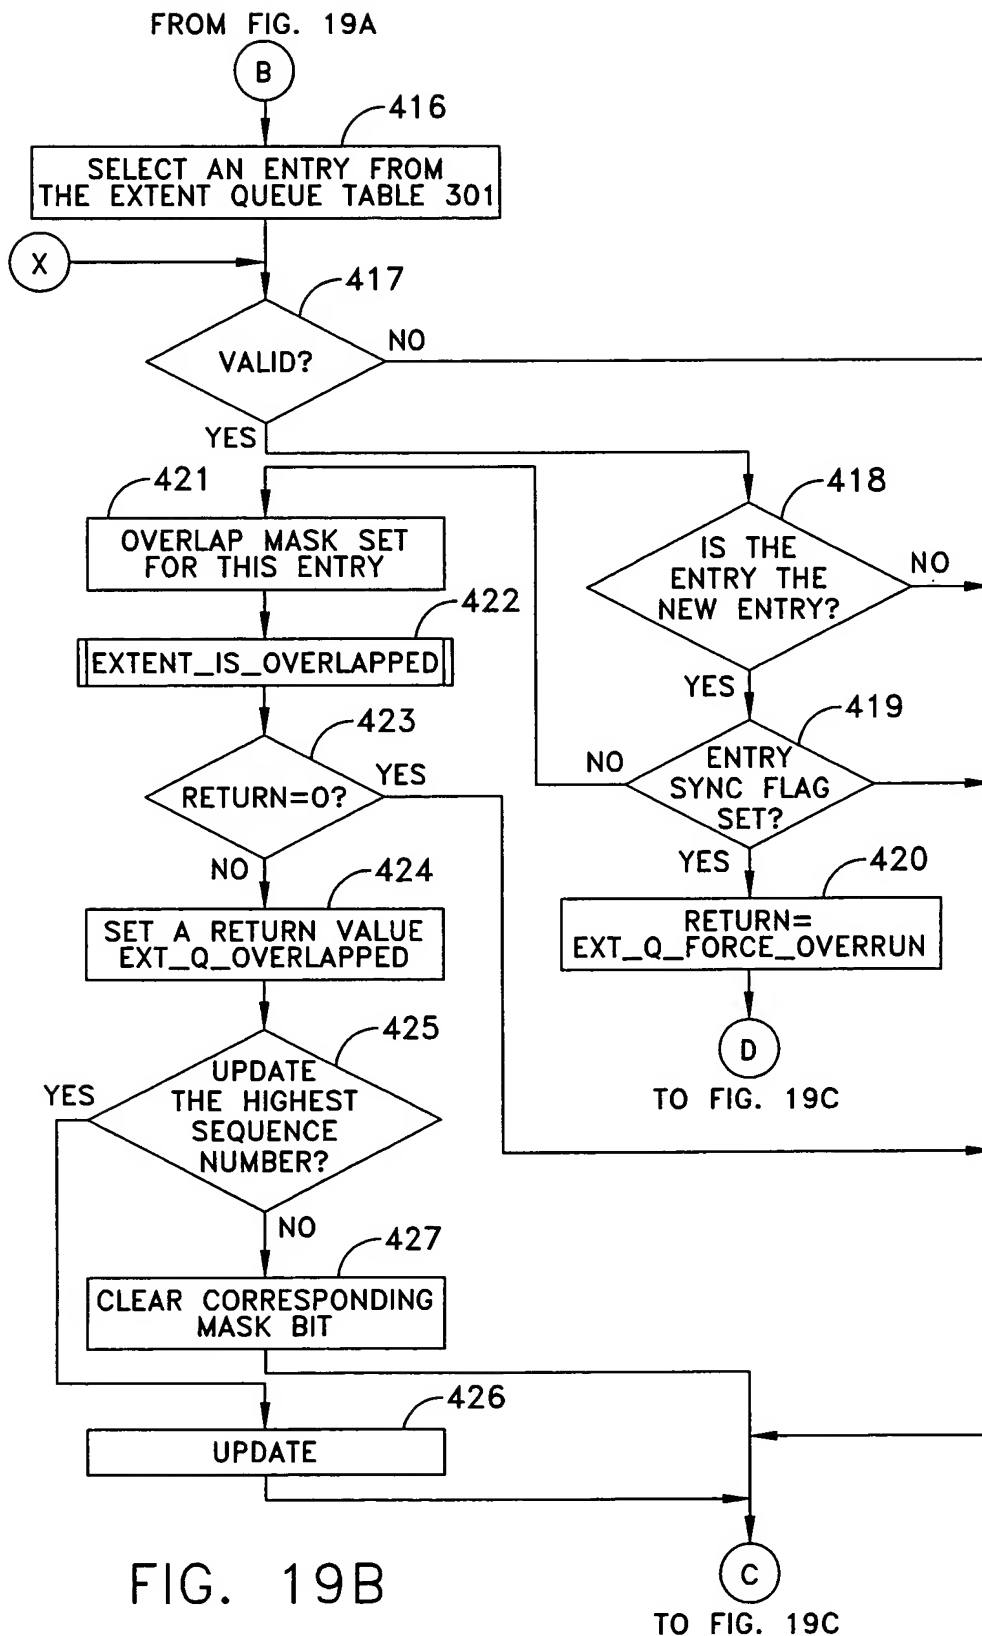 FROM FIG. 19A
B
416
SELECT AN ENTRY FROM
THE EXTENT QUEUE TABLE 301
X
417
VALID?
NO
YES
418
IS THE
ENTRY THE
NEW ENTRY?
NO
YES
421
OVERLAP MASK SET
FOR THIS ENTRY
422
EXTENT_IS_OVERLAPPED
419
ENTRY
SYNC FLAG
SET?
NO
YES
423
RETURN=0?
YES
NO
420
RETURN=
EXT_Q_FORCE_OVERRUN
424
SET A RETURN VALUE
EXT_Q_OVERLAPPED
D
TO FIG. 19C
425
UPDATE
THE HIGHEST
SEQUENCE
NUMBER?
YES
NO
427
CLEAR CORRESPONDING
MASK BIT
426
UPDATE
C
TO FIG. 19C
FIG. 19B